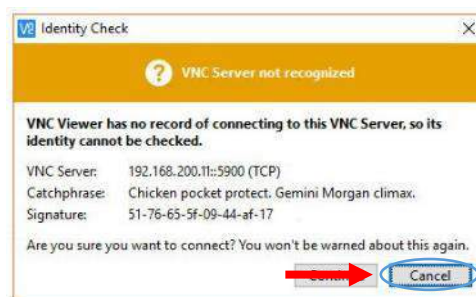 Identity Check
VNC Server not recognized
VNC Viewer has no record of connecting to this VNC Server, so its
identity cannot be checked.
VNC Server: 192.168.200.11::5900 (TCP)
Catchphrase: Chicken pocket protect. Gemini Morgan climax.
Signature: 51-76-65-5f-09-44-af-17
Are you sure you want to connect? You won't be warned about this again.
Cancel